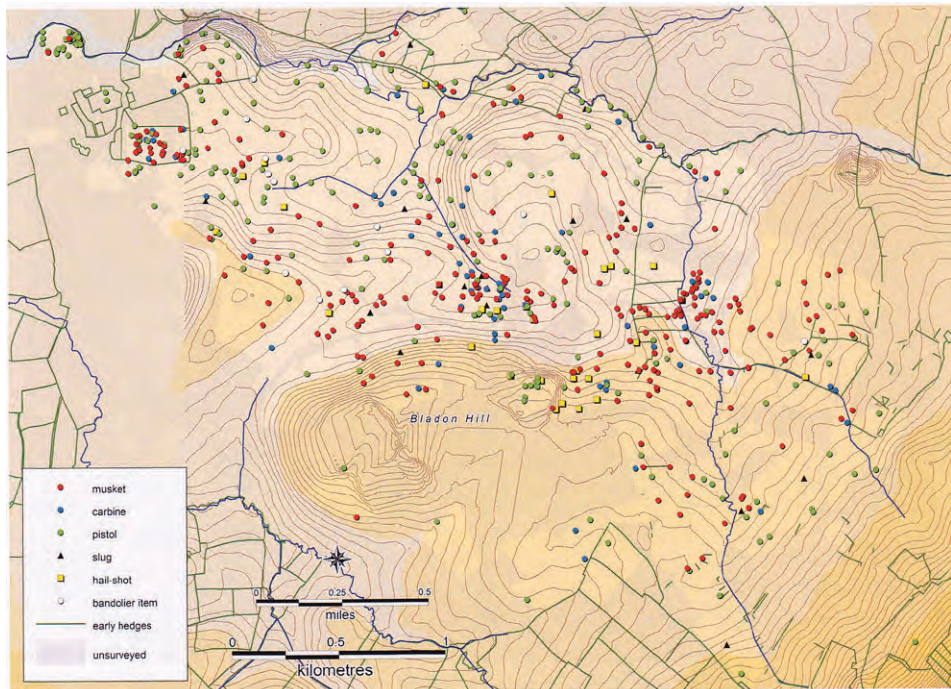 Bladon Hill
musket
carbine
pistol
slug
hail-shot
bandolier item
early hedges
unsurveyed
0 0.25 0.5
miles
0 0.5 1
kilometres